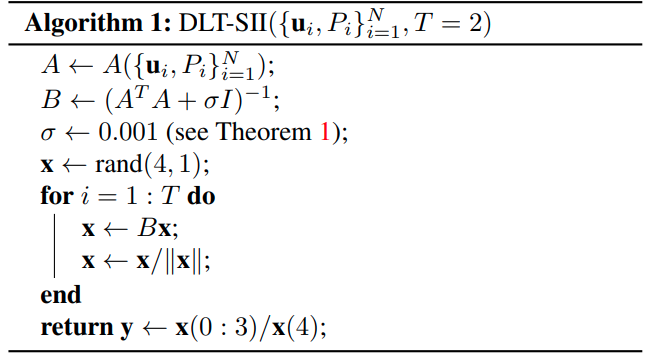 Algorithm 1: DLT-SII({u_i, P_i}_{i=1}^N, T = 2)
A ← A({u_i, P_i}_{i=1}^N);
B ← (A^T A + σI)^{-1};
σ ← 0.001 (see Theorem 1);
x ← rand(4, 1);
for i = 1 : T do
x ← Bx;
x ← x/‖x‖;
end
return y ← x(0 : 3)/x(4);